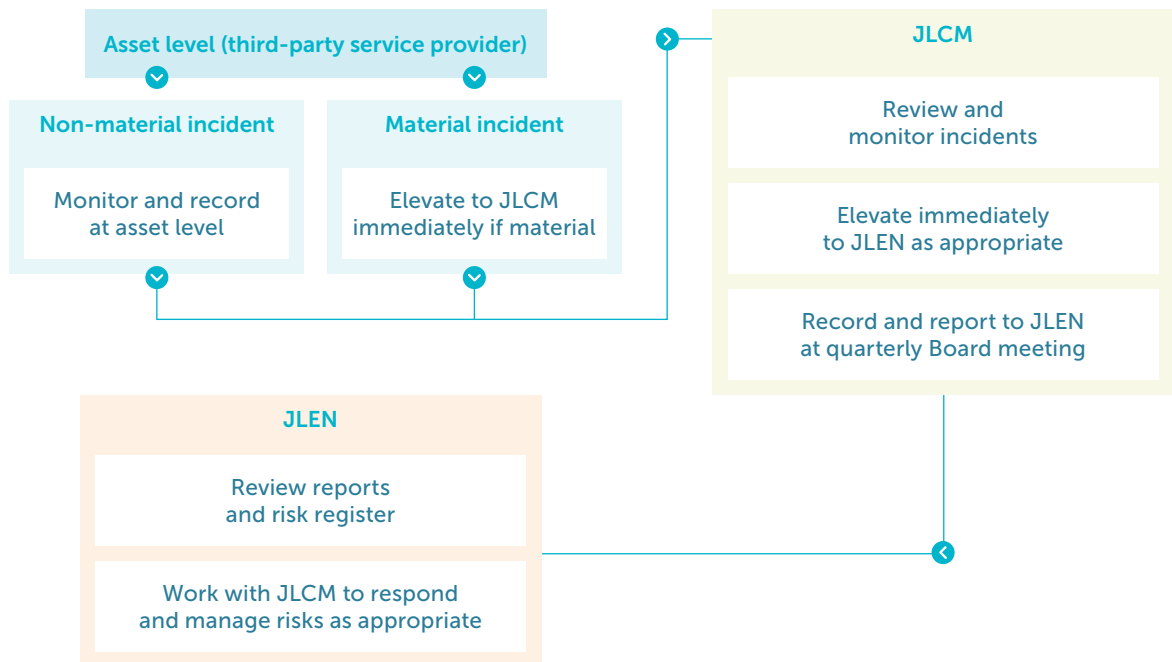 Asset level (third-party service provider)
Non-material incident
Monitor and record
at asset level
Material incident
Elevate to JLCM
immediately if material
JLCM
Review and
monitor incidents
Elevate immediately
to JLEN as appropriate
Record and report to JLEN
at quarterly Board meeting
JLEN
Review reports
and risk register
Work with JLCM to respond
and manage risks as appropriate